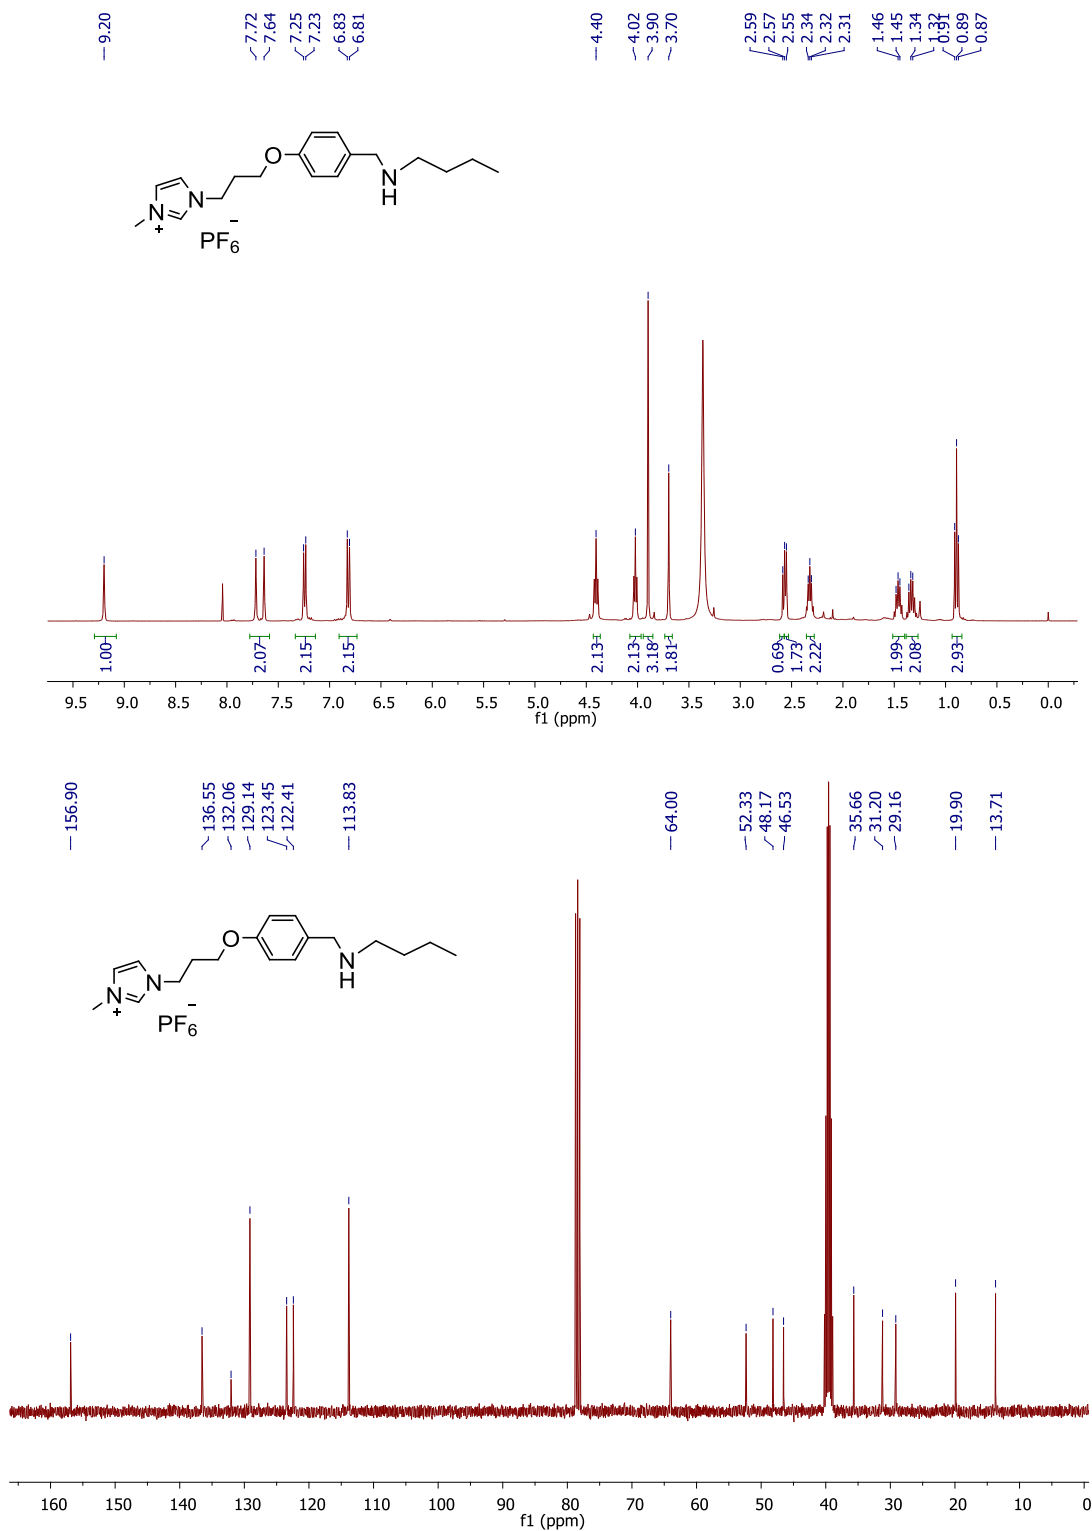 9.20 7.72 7.64 7.25 7.23 6.83 6.81 4.40 4.02 3.90 3.70 2.59 2.57 2.55 2.34 2.32 2.31 1.46 1.45 1.34 1.32 0.91 0.89 0.87
O
N
H
N
N
+
PF6
−
1.00 2.07 2.15 2.15 2.13 2.13 3.18 1.81 0.69 1.73 2.22 1.99 2.08 2.93
9.5 9.0 8.5 8.0 7.5 7.0 6.5 6.0 5.5 5.0 4.5 4.0 3.5 3.0 2.5 2.0 1.5 1.0 0.5 0.0
f1 (ppm)
156.90 136.55 132.06 129.14 123.45 122.41 113.83 64.00 52.33 48.17 46.53 35.66 31.20 29.16 19.90 13.71
O
N
H
N
N
+
PF6
−
160 150 140 130 120 110 100 90 80 70 60 50 40 30 20 10 0
f1 (ppm)